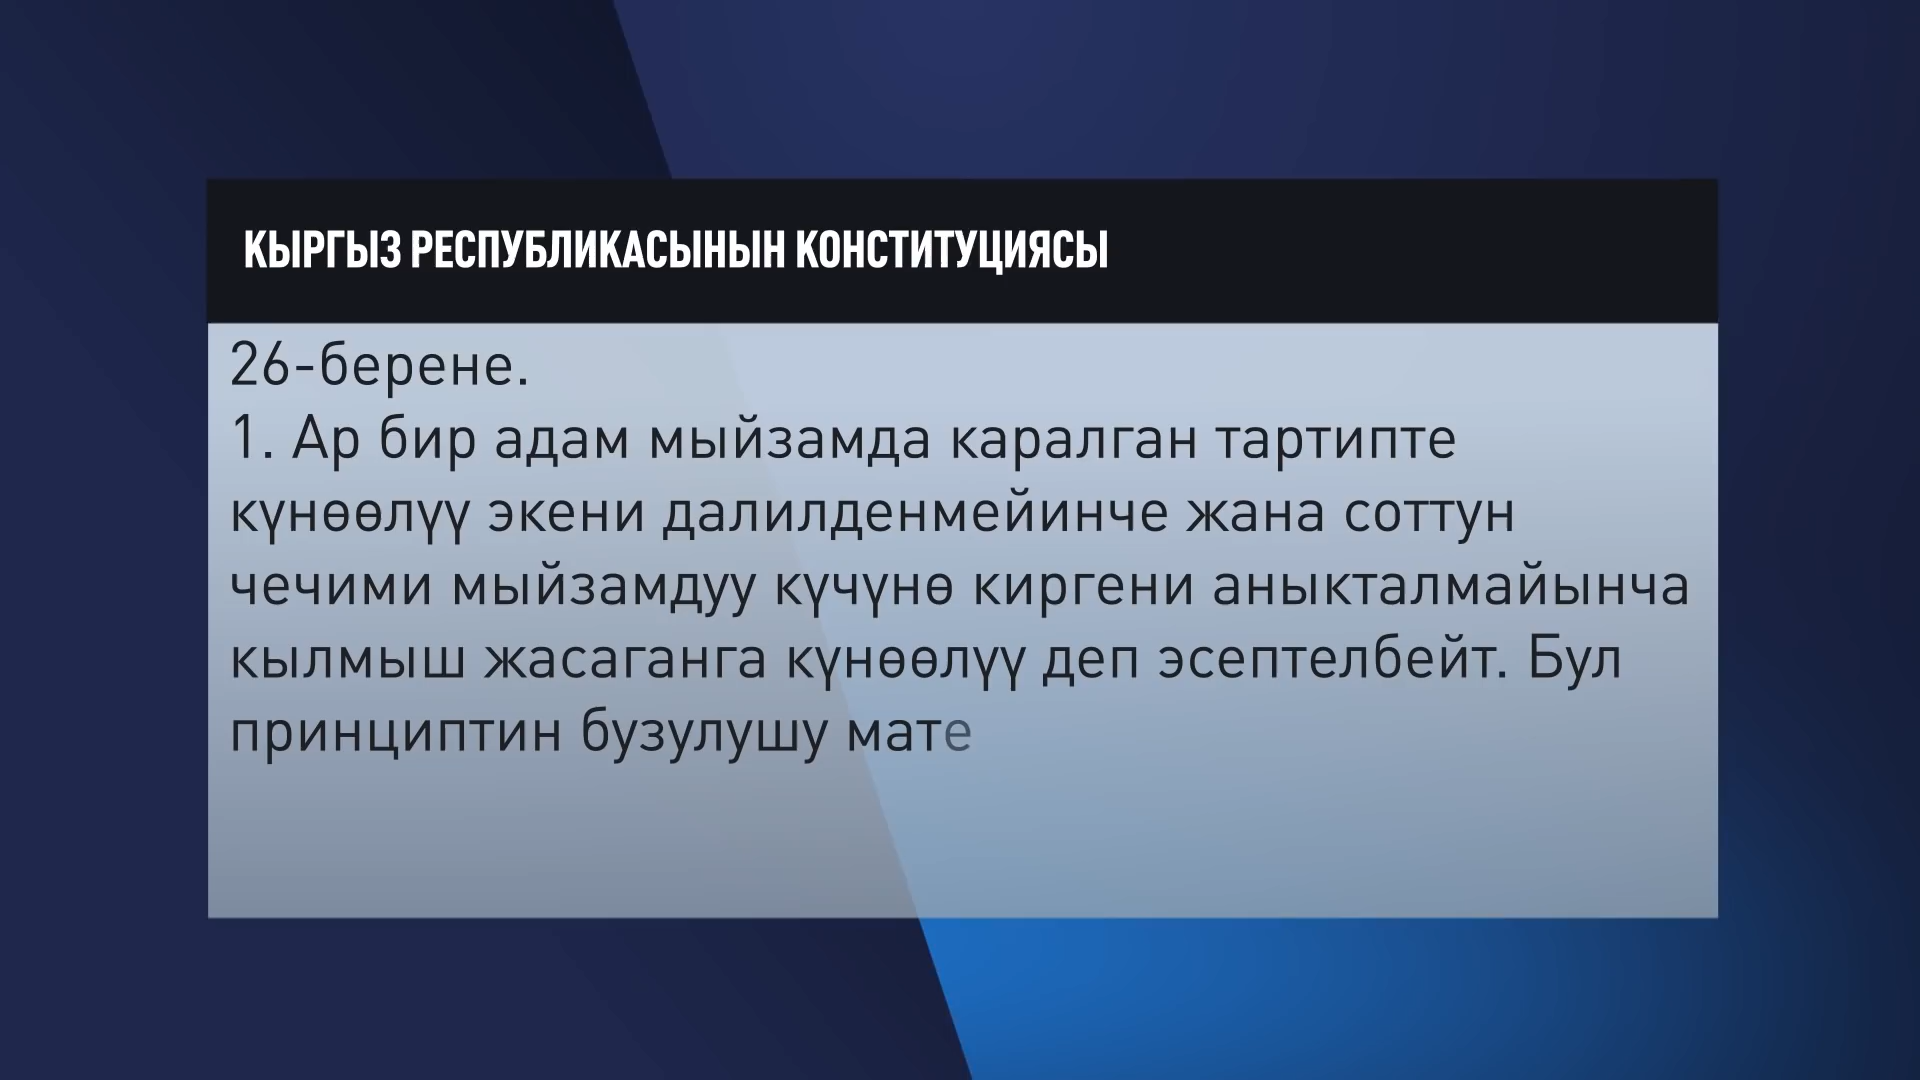 КЫРГЫЗ РЕСПУБЛИКАСЫНЫН КОНСТИТУЦИЯСЫ
26-берене.
1. Ар бир адам мыйзамда каралган тартипте
күнөөлүү экени далилденмейинче жана соттун
чечими мыйзамдуу күчүнө киргени аныкталмайынча
кылмыш жасаганга күнөөлүү деп эсептелбейт. Бул
принциптин бузулушу мате